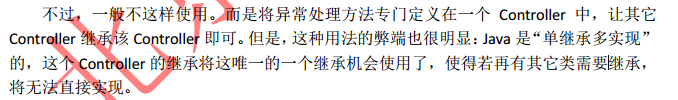 不过，一般不这样使用。而是将异常处理方法专门定义在一个 Controller 中，让其它
Controller 继承该 Controller 即可。但是，这种用法的弊端也很明显：Java 是“单继承多实现”
的，这个 Controller 的继承将这唯一的一个继承机会使用了，使得若再有其它类需要继承，
将无法直接实现。